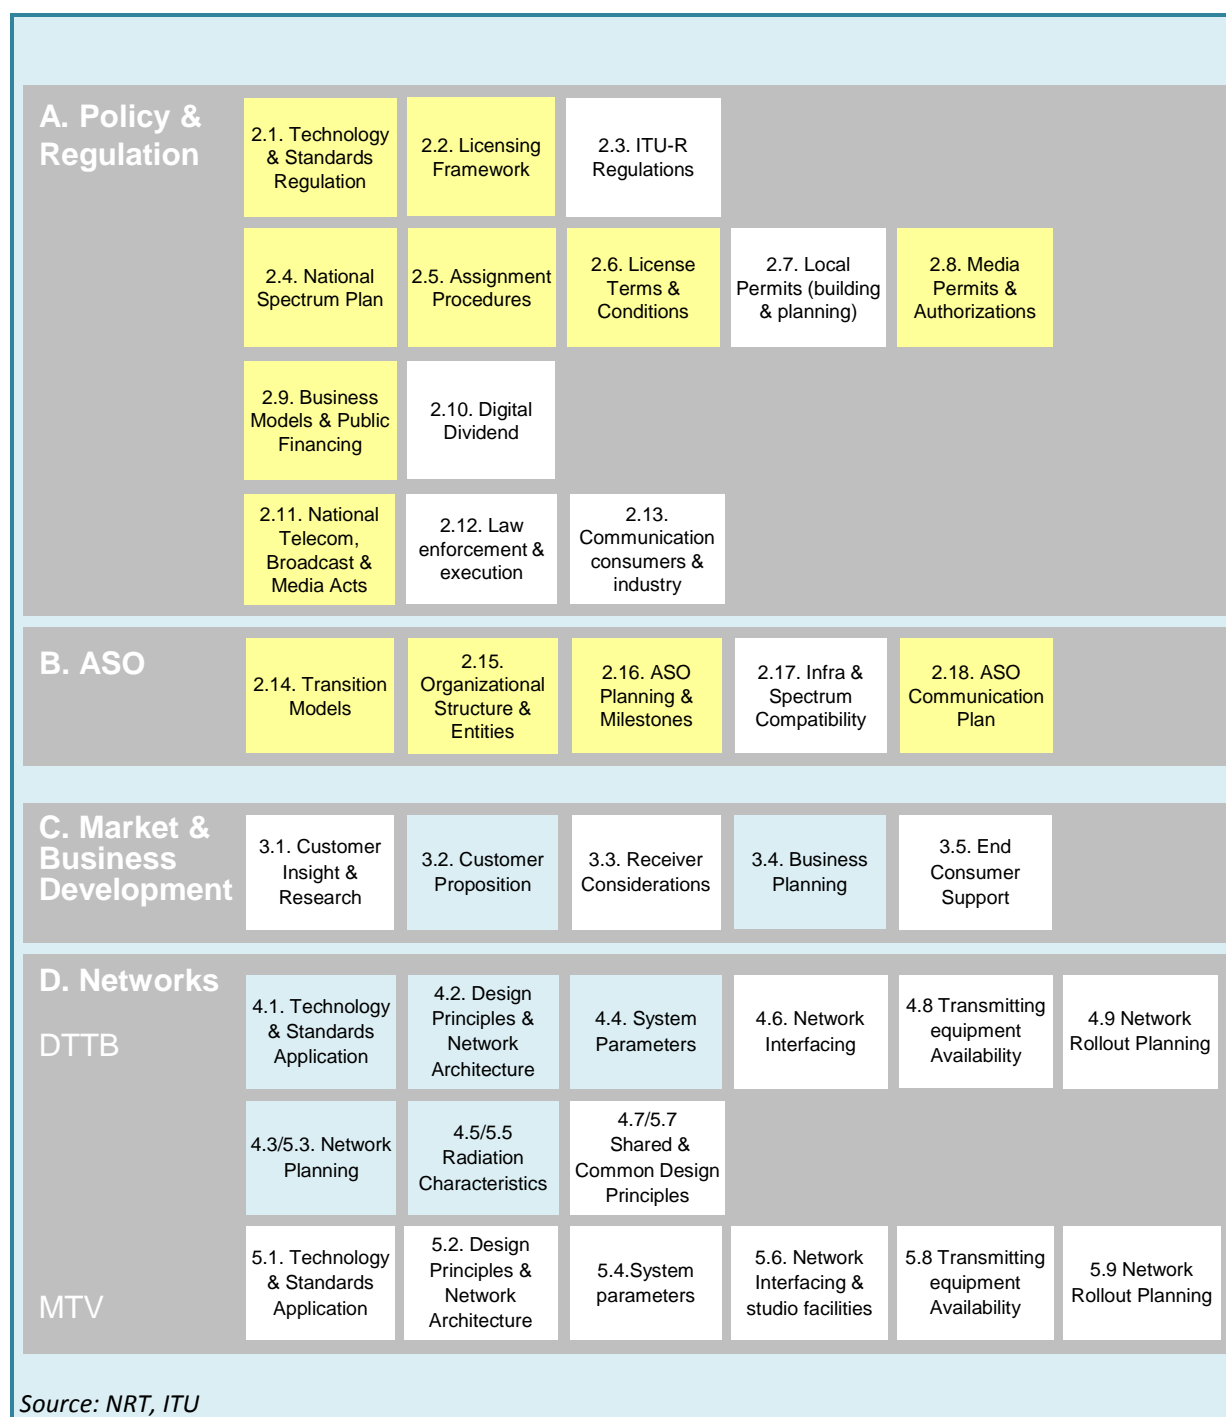 A. Policy &
Regulation
2.1. Technology
& Standards
Regulation
2.2. Licensing
Framework
2.3. ITU-R
Regulations
2.4. National
Spectrum Plan
2.5. Assignment
Procedures
2.6. License
Terms &
Conditions
2.7. Local
Permits (building
& planning)
2.8. Media
Permits &
Authorizations
2.9. Business
Models & Public
Financing
2.10. Digital
Dividend
2.11. National
Telecom,
Broadcast &
Media Acts
2.12. Law
enforcement &
execution
2.13.
Communication
consumers &
industry
B. ASO
2.14. Transition
Models
2.15.
Organizational
Structure &
Entities
2.16. ASO
Planning &
Milestones
2.17. Infra &
Spectrum
Compatibility
2.18. ASO
Communication
Plan
C. Market &
Business
Development
3.1. Customer
Insight &
Research
3.2. Customer
Proposition
3.3. Receiver
Considerations
3.4. Business
Planning
3.5. End
Consumer
Support
D. Networks
DTTB
4.1. Technology
& Standards
Application
4.2. Design
Principles &
Network
Architecture
4.4. System
Parameters
4.6. Network
Interfacing
4.8 Transmitting
equipment
Availability
4.9 Network
Rollout Planning
4.3/5.3. Network
Planning
4.5/5.5
Radiation
Characteristics
4.7/5.7
Shared &
Common Design
Principles
MTV
5.1. Technology
& Standards
Application
5.2. Design
Principles &
Network
Architecture
5.4.System
parameters
5.6. Network
Interfacing &
studio facilities
5.8 Transmitting
equipment
Availability
5.9 Network
Rollout Planning
Source: NRT, ITU